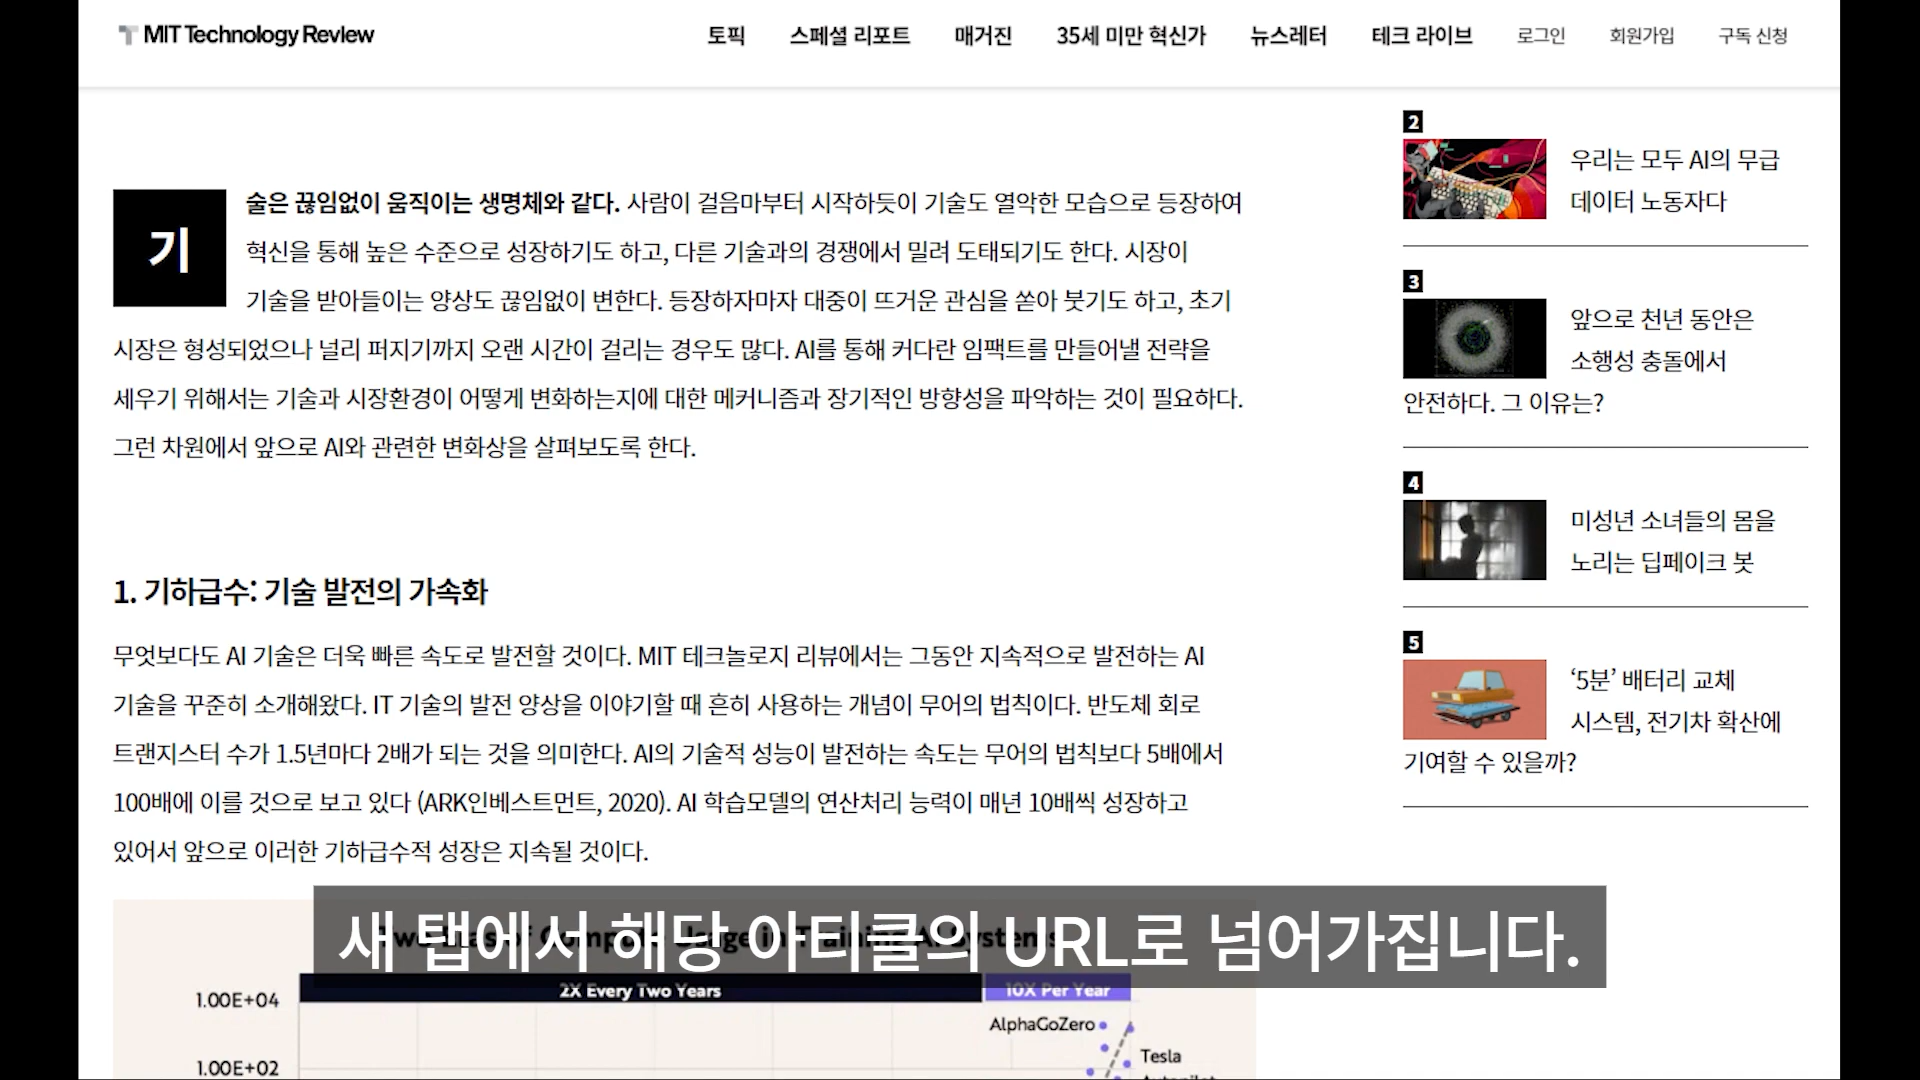 MIT Technology Review
토픽
스페셜 리포트
매거진
35세 미만 혁신가
뉴스레터
테크 라이브
로그인
회원가입
구독 신청
기
술은 끊임없이 움직이는 생명체와 같다. 사람이 걸음마부터 시작하듯이 기술도 열악한 모습으로 등장하여
혁신을 통해 높은 수준으로 성장하기도 하고, 다른 기술과의 경쟁에서 밀려 도태되기도 한다. 시장이
기술을 받아들이는 양상도 끊임없이 변한다. 등장하자마자 대중이 뜨거운 관심을 쏟아 붓기도 하고, 초기
시장은 형성되었으나 널리 퍼지기까지 오랜 시간이 걸리는 경우도 많다. AI를 통해 커다란 임팩트를 만들어낼 전략을
세우기 위해서는 기술과 시장환경이 어떻게 변화하는지에 대한 메커니즘과 장기적인 방향성을 파악하는 것이 필요하다.
그런 차원에서 앞으로 AI와 관련한 변화상을 살펴보도록 한다.
1. 기하급수: 기술 발전의 가속화
무엇보다도 AI 기술은 더욱 빠른 속도로 발전할 것이다. MIT 테크놀로지 리뷰에서는 그동안 지속적으로 발전하는 AI
기술을 꾸준히 소개해왔다. IT 기술의 발전 양상을 이야기할 때 흔히 사용하는 개념이 무어의 법칙이다. 반도체 회로
트랜지스터 수가 1.5년마다 2배가 되는 것을 의미한다. AI의 기술적 성능이 발전하는 속도는 무어의 법칙보다 5배에서
100배에 이를 것으로 보고 있다 (ARK인베스트먼트, 2020). AI 학습모델의 연산처리 능력이 매년 10배씩 성장하고
있어서 앞으로 이러한 기하급수적 성장은 지속될 것이다.
2
우리는 모두 AI의 무급
데이터 노동자다
3
앞으로 천년 동안은
소행성 충돌에서
안전하다. 그 이유는?
4
미성년 소녀들의 몸을
노리는 딥페이크 봇
5
‘5분’ 배터리 교체
시스템, 전기차 확산에
기여할 수 있을까?
Two Eras of Compute Usage in Training AI Systems
새 탭에서 해당 아티클의 URL로 넘어가집니다.
2X Every Two Years
10X Per Year
1.00E+04
AlphaGoZero
Tesla
1.00E+02